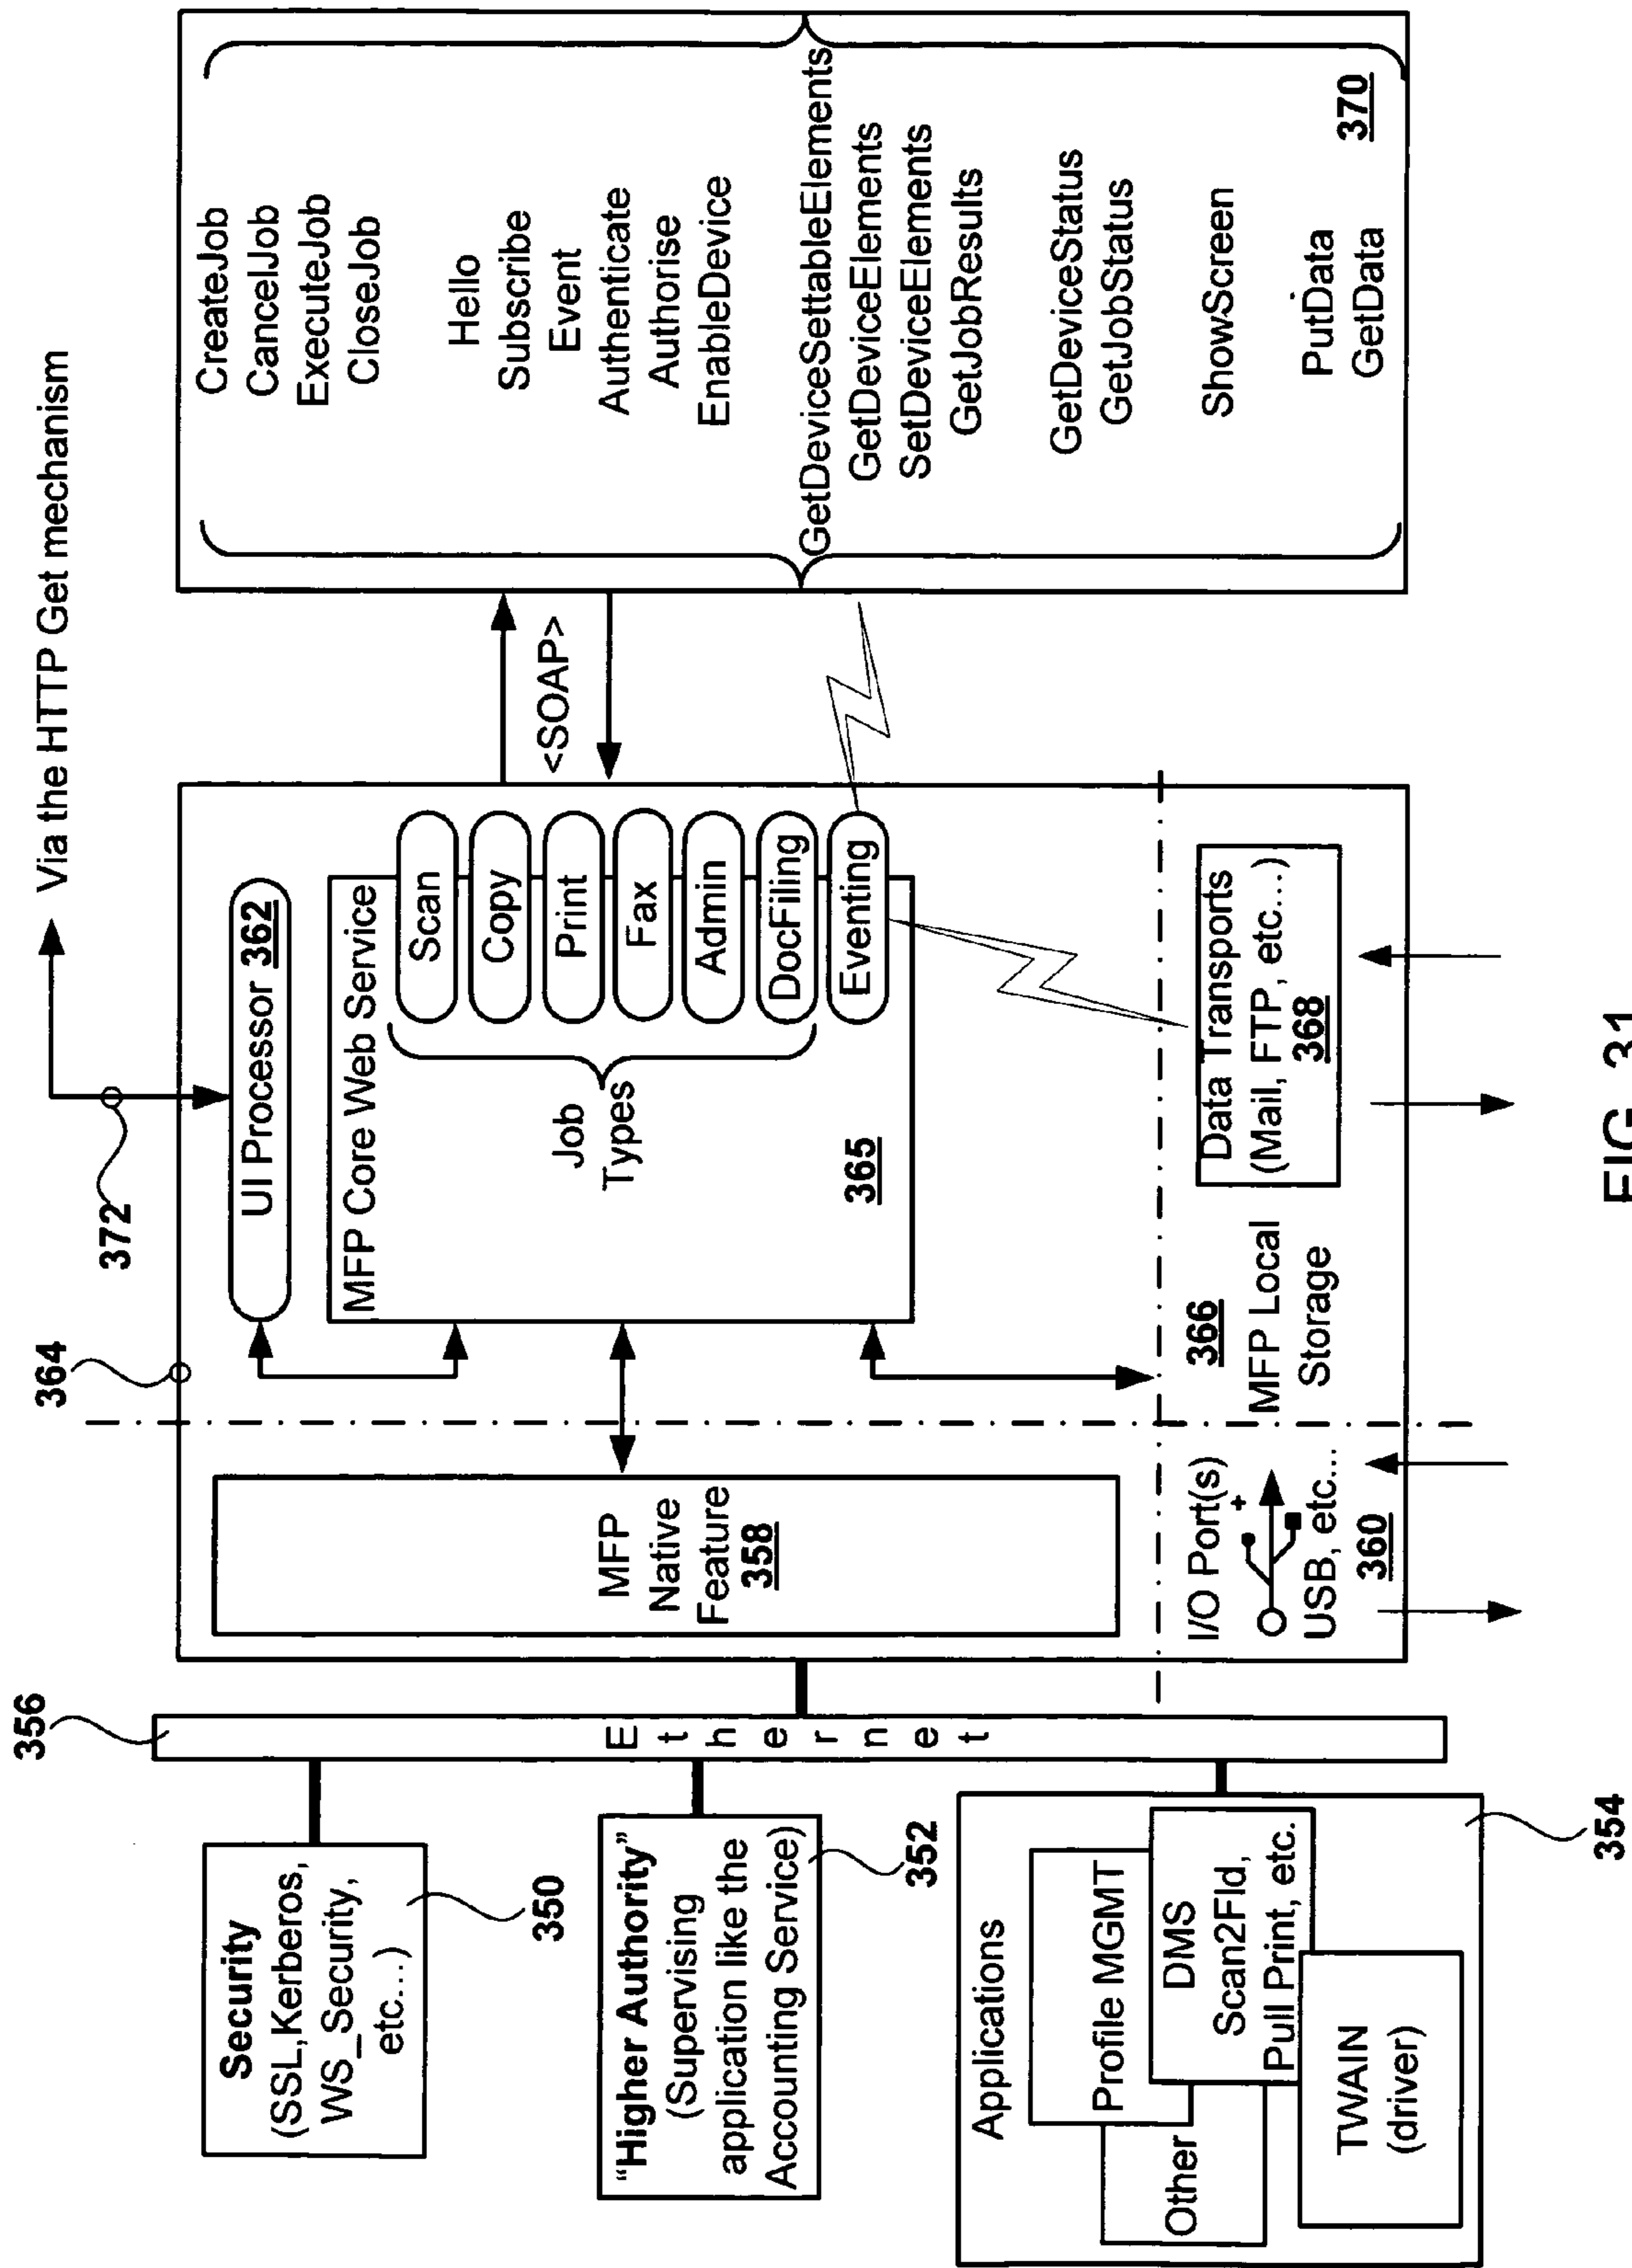 Via the HTTP Get mechanism
372
364
356
Security
(SSL,Kerberos,
WS_Security,
etc...)
350
"Higher Authority"
(Supervising
application like the
Accounting Service)
352
Applications
Profile MGMT
Other
DMS
Scan2Fld,
Pull Print, etc.
TWAIN
(driver)
354
Ethernet
MFP
Native
Feature
358
I/O Port(s)
+
USB, etc...
360
UI Processor 362
MFP Core Web Service
Job
Types
365
Scan
Copy
Print
Fax
Admin
DocFiling
Eventing
366
MFP Local
Storage
Data Transports
(Mail, FTP, etc...)
368
<SOAP>
CreateJob
CancelJob
ExecuteJob
CloseJob
Hello
Subscribe
Event
Authenticate
Authorise
EnableDevice
GetDeviceSettableElements
GetDeviceElements
SetDeviceElements
GetJobResults
GetDeviceStatus
GetJobStatus
ShowScreen
PutData
GetData
370
FIG. 31